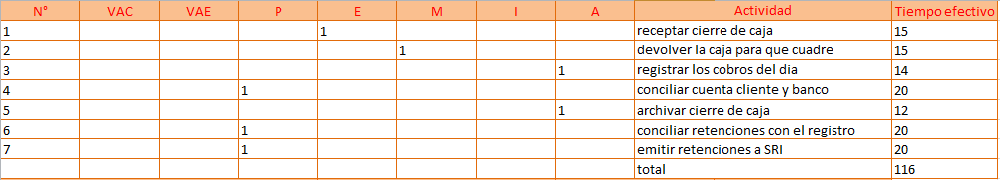 N° VAC VAE P E M I A Actividad Tiempo efectivo
1 1 receptar cierre de caja 15
2 1 devolver la caja para que cuadre 15
3 1 registrar los cobros del dia 14
4 1 conciliar cuenta cliente y banco 20
5 1 archivar cierre de caja 12
6 1 conciliar retenciones con el registro 20
7 1 emitir retenciones a SRI 20
total 116